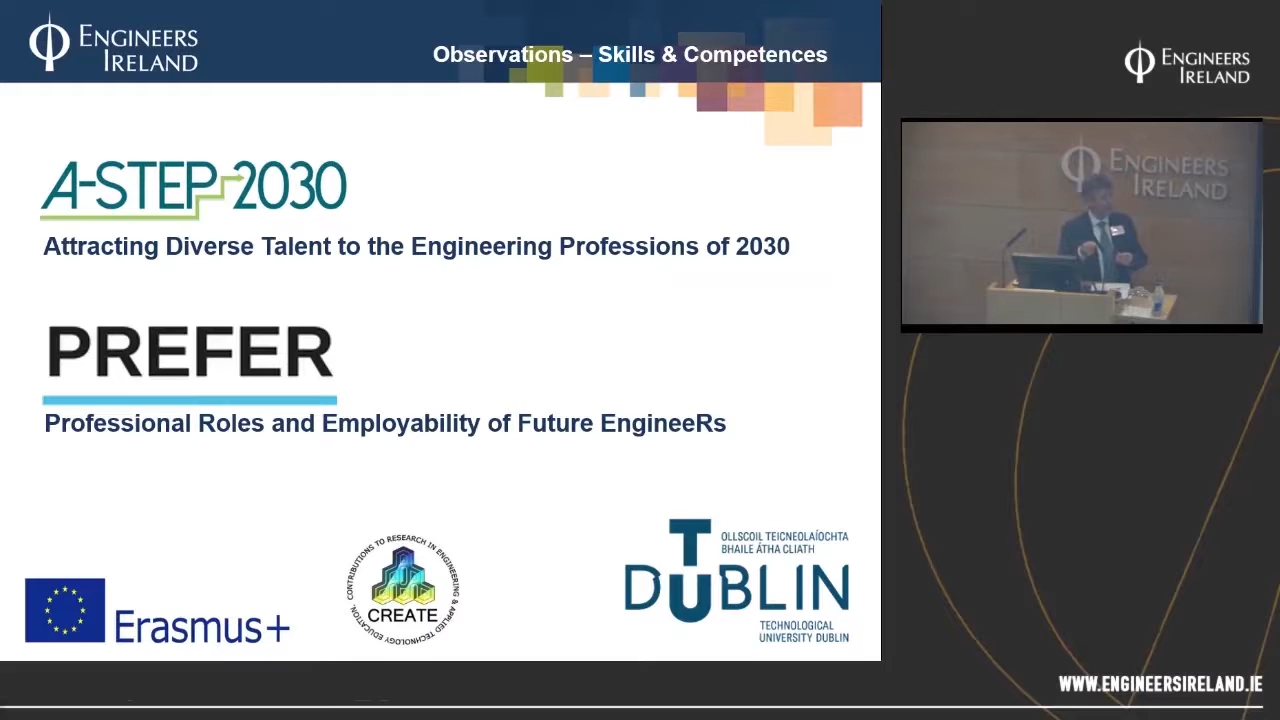 ENGINEERS
IRELAND
Observations – Skills & Competences
A-STEP 2030
Attracting Diverse Talent to the Engineering Professions of 2030
PREFER
Professional Roles and Employability of Future EngineeRs
Erasmus+
CONTRIBUTIONS TO RESEARCH IN ENGINEERING & APPLIED TECHNOLOGY EDUCATION,
CREATE
OLLSCOIL TEICNEOLAÍOCHTA
BHAILE ÁTHA CLIATH
TU DUBLIN
TECHNOLOGICAL
UNIVERSITY DUBLIN
ENGINEERS
IRELAND
ENGINEERS
IRELAND
WWW.ENGINEERSIRELAND.IE